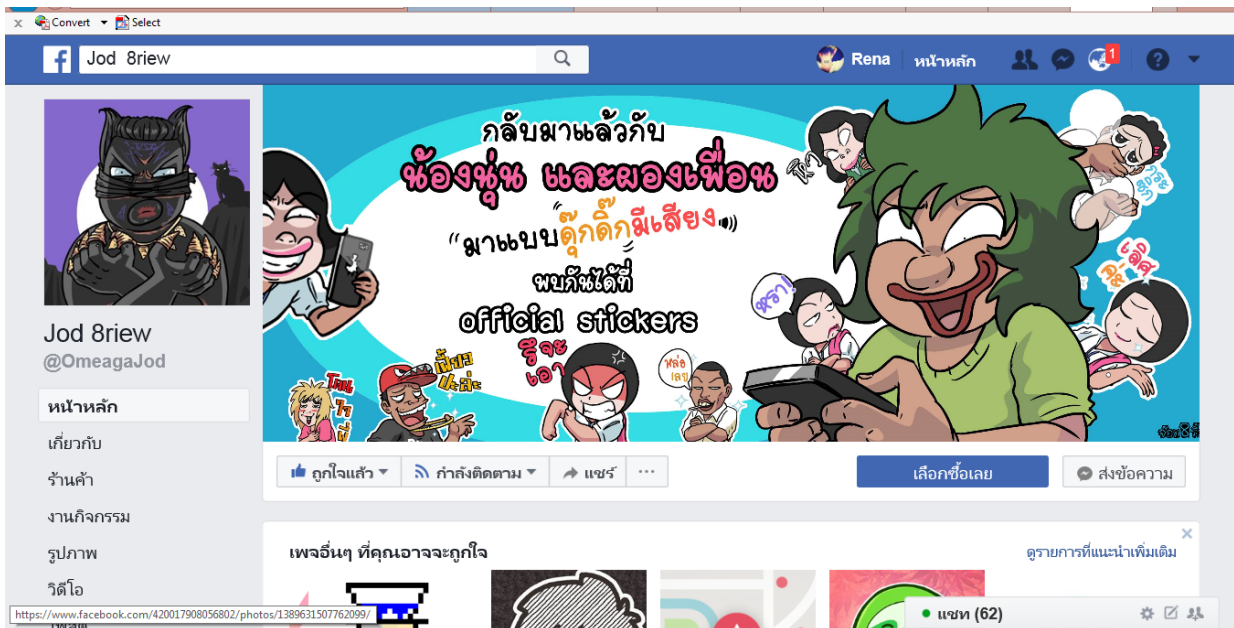 x Convert Select
Jod 8riew
Rena หน้าหลัก 1
กลับมาแล้วกับ
น้องนุ่น และผองเพื่อน
"มาแบบดุ๊กดิ๊กมีเสียง"
พบกันได้ที่
official stickers
หรา!
รึจะ
เอา
หล่อ
เลย
โดน
ใจ
Jod 8riew
@OmeagaJod
หน้าหลัก
เกี่ยวกับ
ร้านค้า
งานกิจกรรม
รูปภาพ
วิดีโอ
ถูกใจแล้ว กำลังติดตาม แชร์ ...
เลือกซื้อเลย ส่งข้อความ
เพจอื่นๆ ที่คุณอาจจะถูกใจ
ดูรายการที่แนะนำเพิ่มเติม
https://www.facebook.com/420017908056802/photos/1389631507762099/
แชท (62)